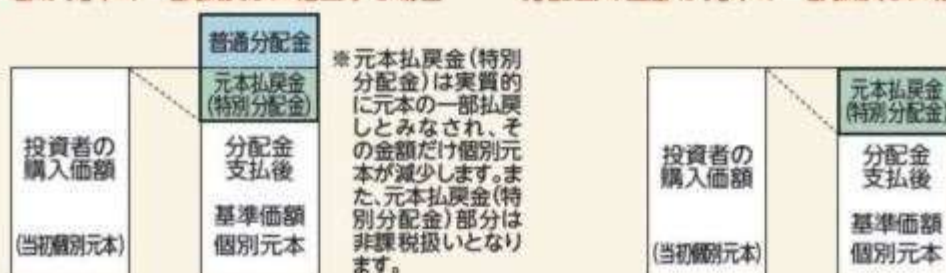 普通分配金
元本払戻金
(特別分配金)
投資者の
購入価額
(当初個別元本)
分配金
支払後
基準価額
個別元本
※元本払戻金(特別
分配金)は実質的
に元本の一部払戻
しとみなされ、そ
の金額だけ個別元
本が減少します。ま
た、元本払戻金(特
別分配金)部分は
非課税扱いとなり
ます。
元本払戻金
(特別分配金)
投資者の
購入価額
(当初個別元本)
分配金
支払後
基準価額
個別元本